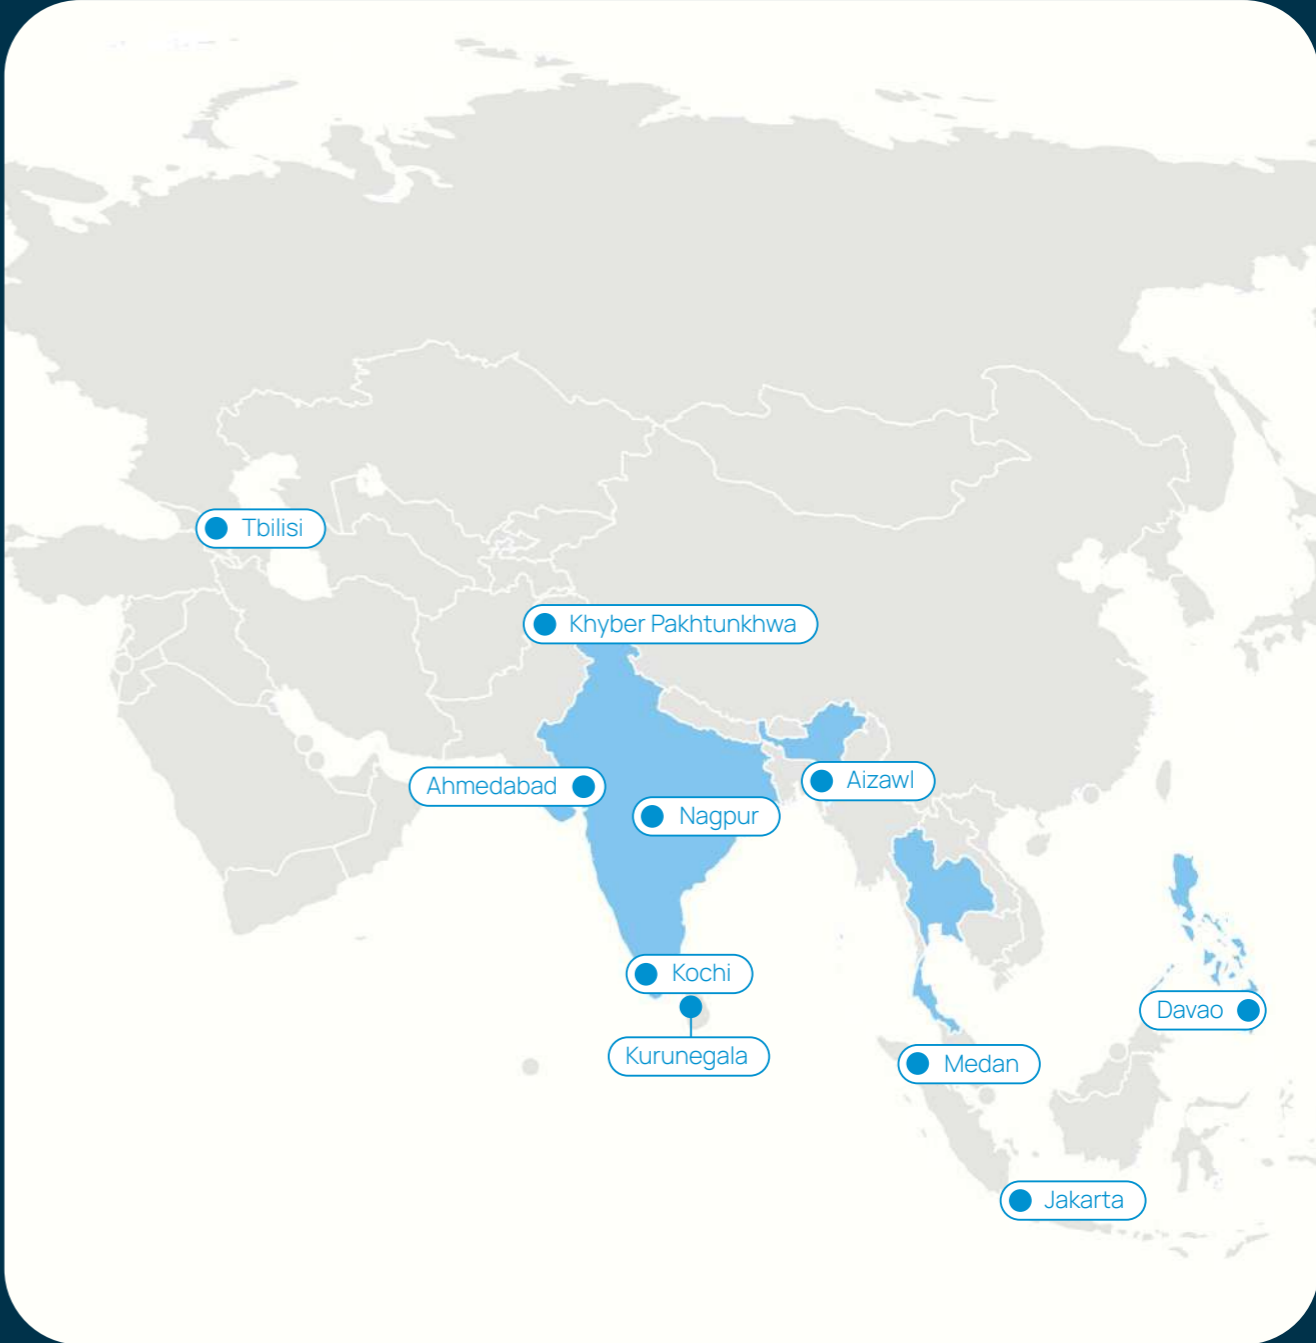 Tbilisi
Khyber Pakhtunkhwa
Ahmedabad
Aizawl
Nagpur
Kochi
Davao
Kurunegala
Medan
Jakarta